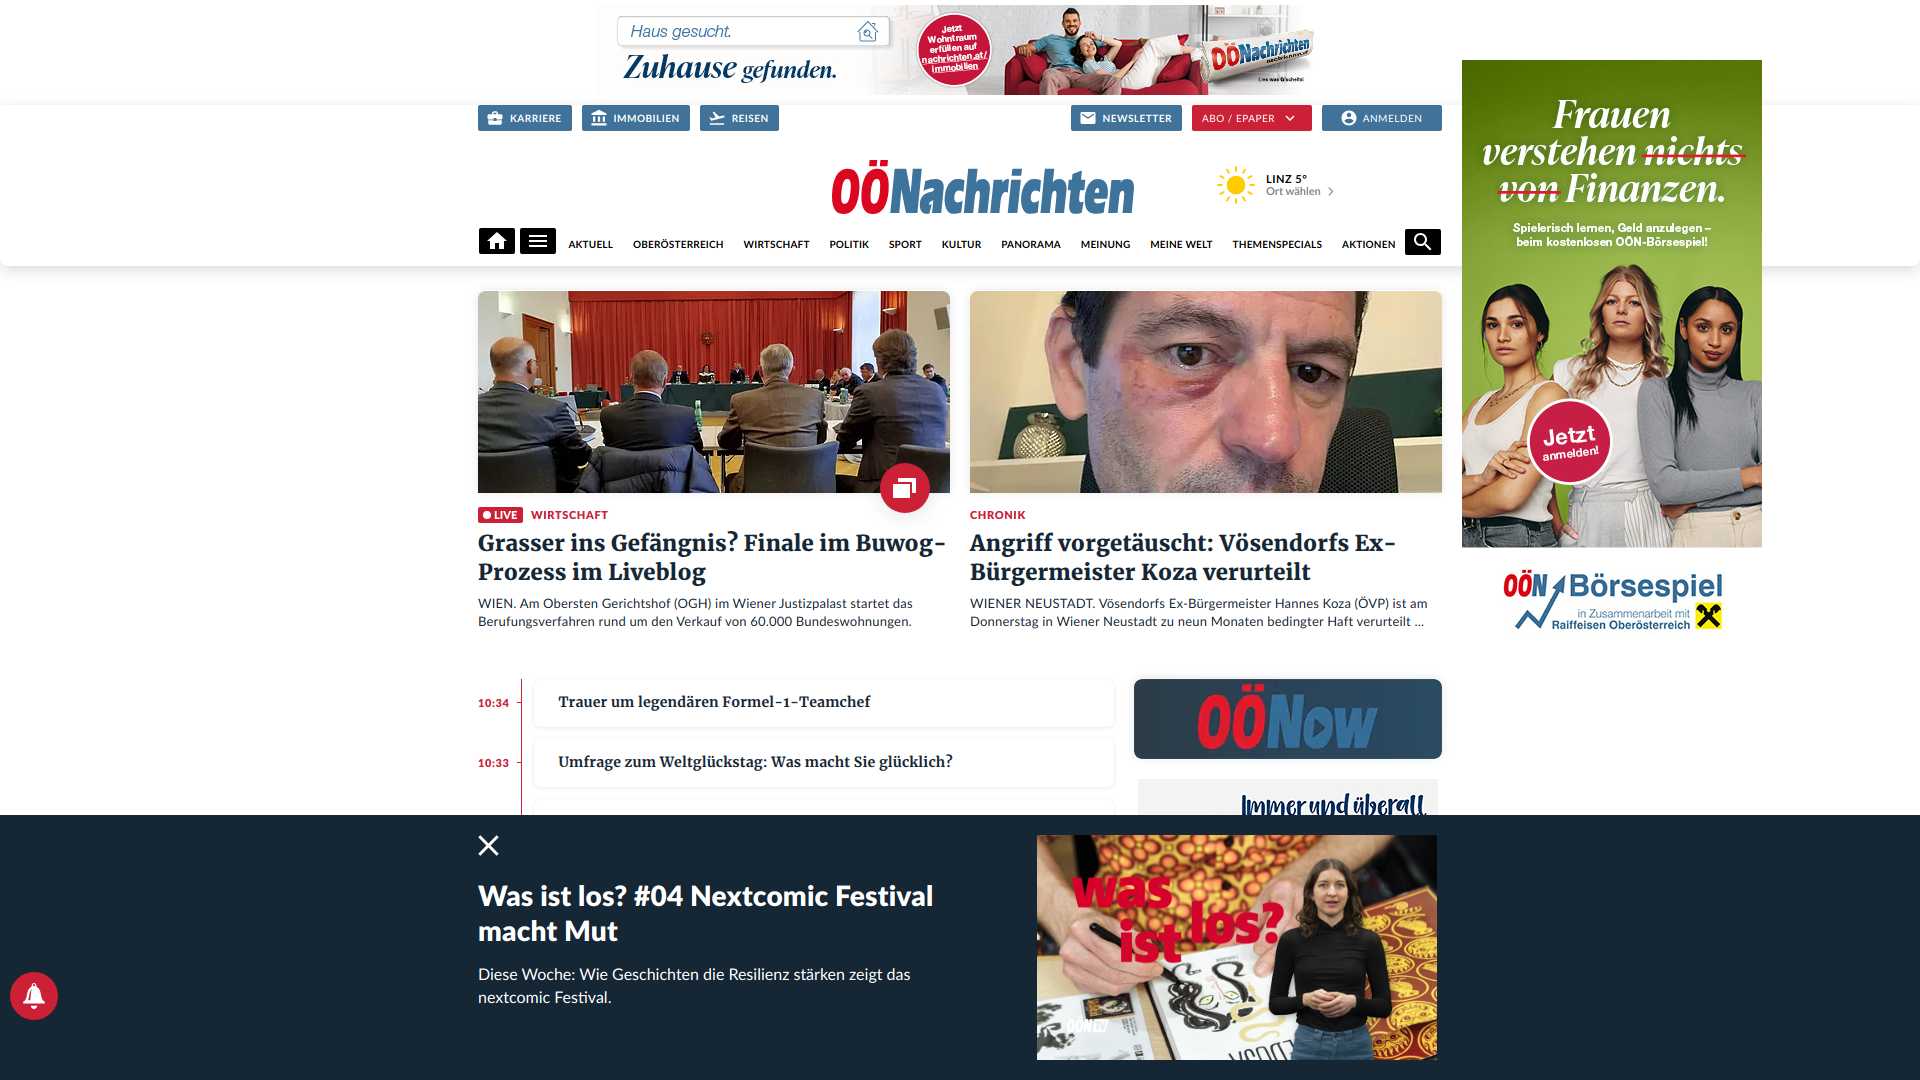 Haus gesucht.
Zuhause gefunden.
Jetzt
Wohntraum
erfüllen auf
nachrichten.at/
immobilien
OÖNachrichten
Lies was G'scheits!
KARRIERE
IMMOBILIEN
REISEN
NEWSLETTER
ABO / EPAPER
ANMELDEN
OÖNachrichten
LINZ 5°
Ort wählen
AKTUELL
OBERÖSTERREICH
WIRTSCHAFT
POLITIK
SPORT
KULTUR
PANORAMA
MEINUNG
MEINE WELT
THEMENSPECIALS
AKTIONEN
Frauen
verstehen nichts
von Finanzen.
Spielerisch lernen, Geld anzulegen –
beim kostenlosen OÖN-Börsespiel!
Jetzt
anmelden!
OÖN Börsespiel
in Zusammenarbeit mit
Raiffeisen Oberösterreich
LIVE WIRTSCHAFT
Grasser ins Gefängnis? Finale im Buwog-
Prozess im Liveblog
WIEN. Am Obersten Gerichtshof (OGH) im Wiener Justizpalast startet das
Berufungsverfahren rund um den Verkauf von 60.000 Bundeswohnungen.
CHRONIK
Angriff vorgetäuscht: Vösendorfs Ex-
Bürgermeister Koza verurteilt
WIENER NEUSTADT. Vösendorfs Ex-Bürgermeister Hannes Koza (ÖVP) ist am
Donnerstag in Wiener Neustadt zu neun Monaten bedingter Haft verurteilt ...
10:34
Trauer um legendären Formel-1-Teamchef
10:33
Umfrage zum Weltglückstag: Was macht Sie glücklich?
OÖNow
Immer und überall
Was ist los? #04 Nextcomic Festival
macht Mut
Diese Woche: Wie Geschichten die Resilienz stärken zeigt das
nextcomic Festival.
was
ist los?